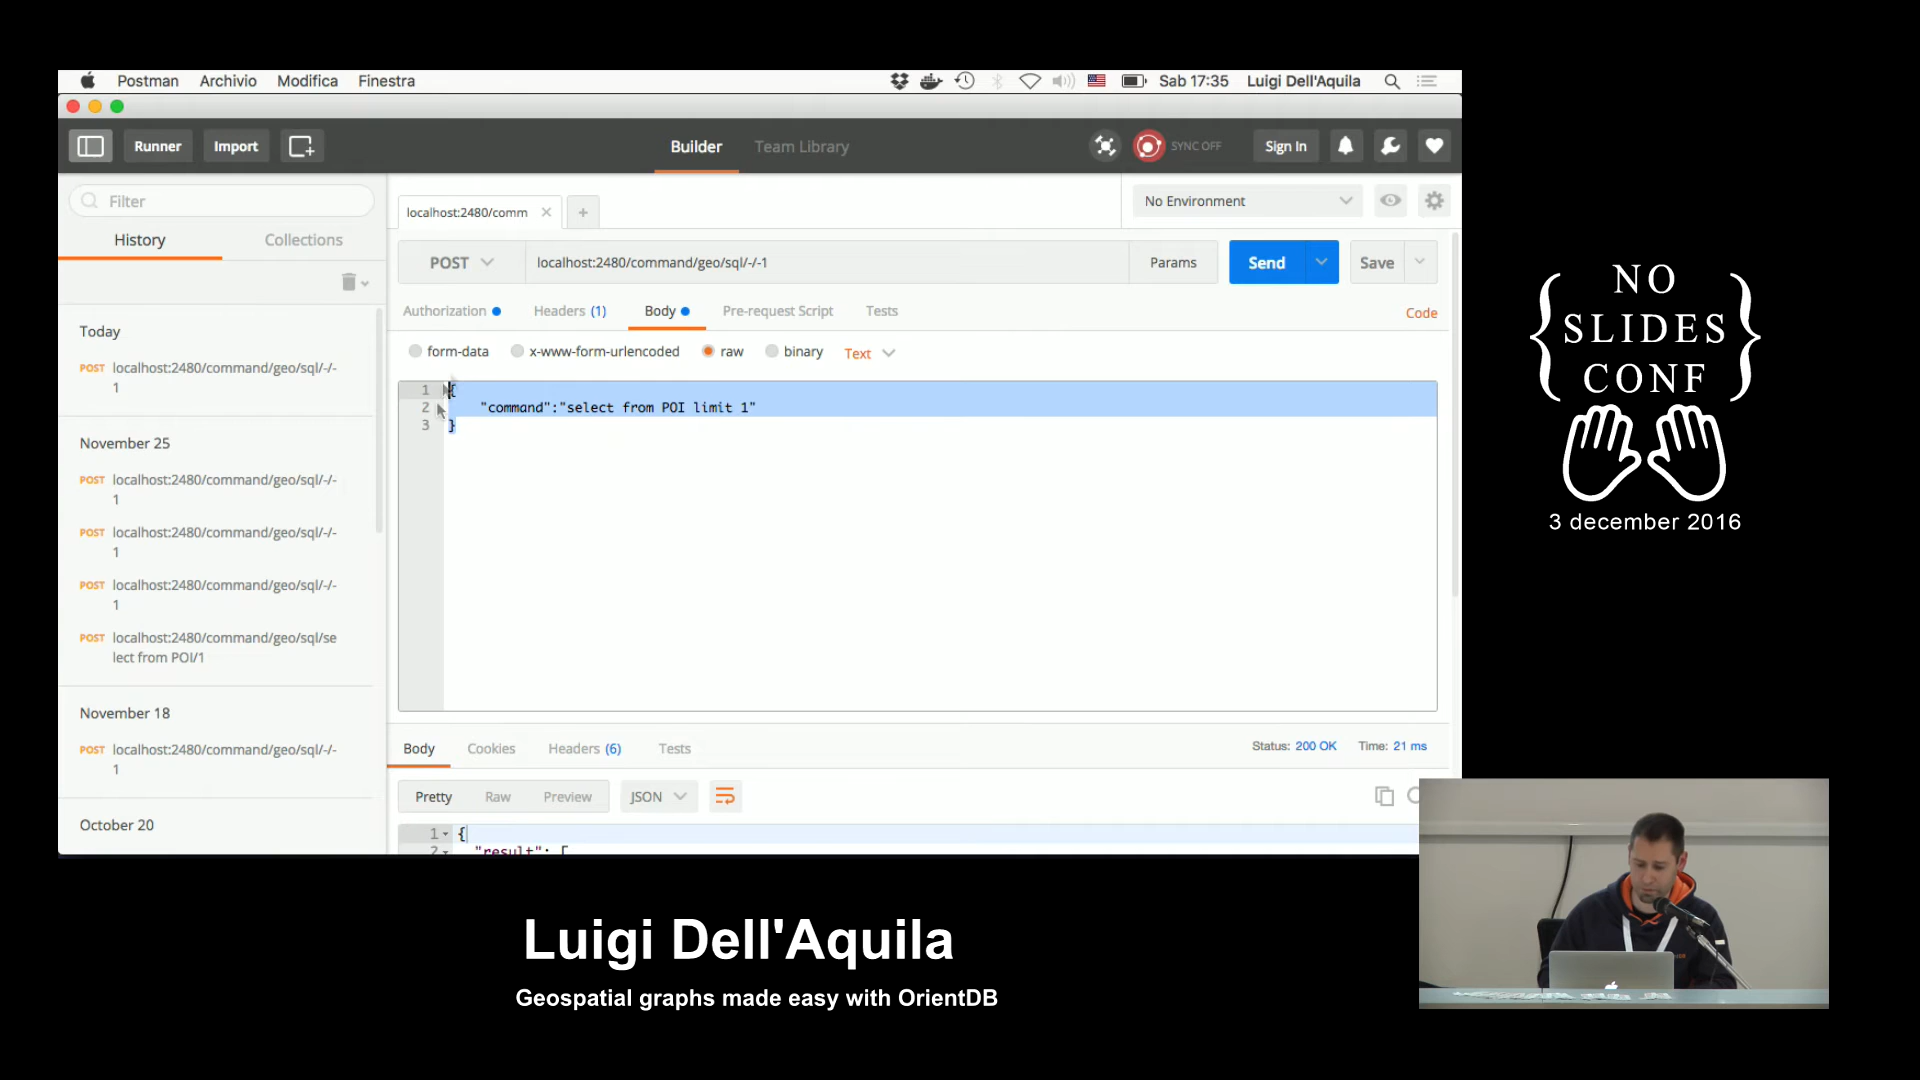 Postman Archivio Modifica Finestra
Sab 17:35 Luigi Dell'Aquila
Runner Import
Builder Team Library
SYNC OFF Sign In
Filter
History Collections
Today
POST localhost:2480/command/geo/sql/-/-
1
November 25
POST localhost:2480/command/geo/sql/-/-
1
POST localhost:2480/command/geo/sql/-/-
1
POST localhost:2480/command/geo/sql/-/-
1
POST localhost:2480/command/geo/sql/se
lect from POI/1
November 18
POST localhost:2480/command/geo/sql/-/-
1
October 20
localhost:2480/comm
No Environment
POST localhost:2480/command/geo/sql/-/-1 Params Send Save
Authorization Headers (1) Body Pre-request Script Tests Code
form-data x-www-form-urlencoded raw binary Text
1 {
2 "command":"select from POI limit 1"
3 }
Body Cookies Headers (6) Tests Status: 200 OK Time: 21 ms
Pretty Raw Preview JSON
1 {
2 "result": [
NO
SLIDES
CONF
3 december 2016
Luigi Dell'Aquila
Geospatial graphs made easy with OrientDB